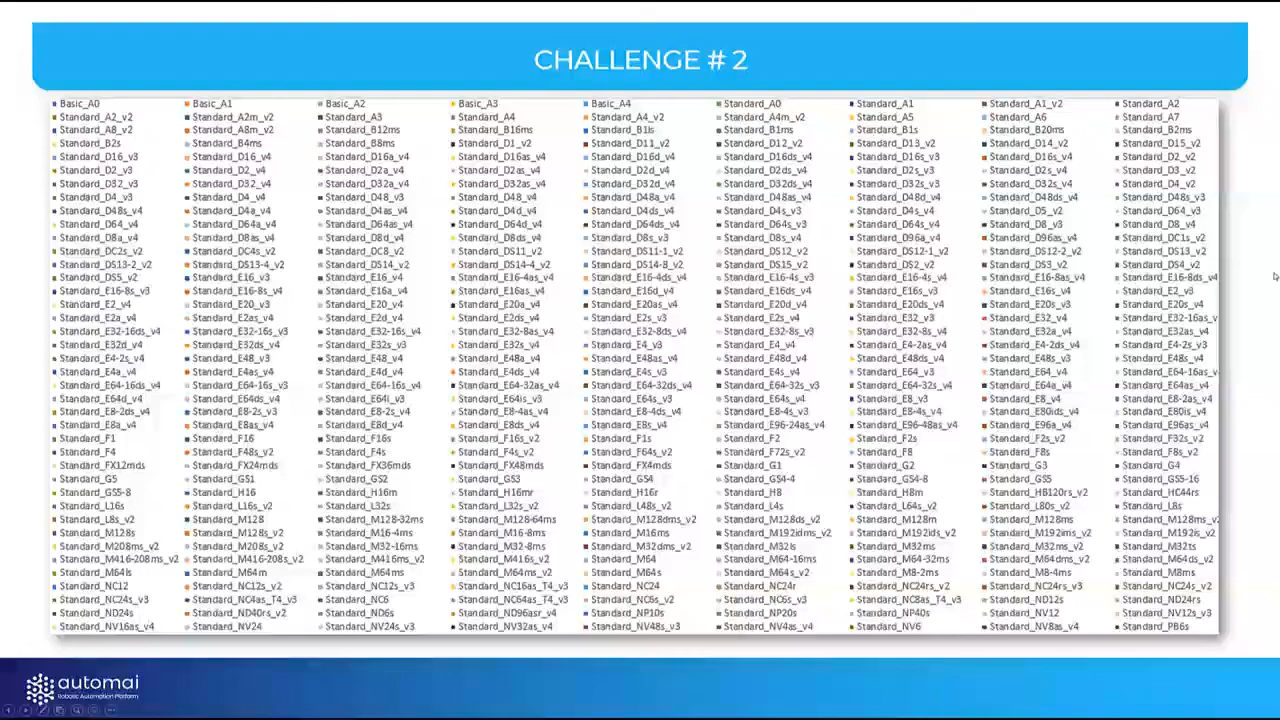 CHALLENGE # 2
Basic_A0 Basic_A1 Basic_A2 Basic_A3 Basic_A4 Standard_A0 Standard_A1 Standard_A1_v2 Standard_A2
Standard_A2_v2 Standard_A2m_v2 Standard_A3 Standard_A4 Standard_A4_v2 Standard_A4m_v2 Standard_A5 Standard_A6 Standard_A7
Standard_A8_v2 Standard_A8m_v2 Standard_B12ms Standard_B16ms Standard_B1ls Standard_B1ms Standard_B1s Standard_B20ms Standard_B2ms
Standard_B2s Standard_B4ms Standard_B8ms Standard_D1_v2 Standard_D11_v2 Standard_D12_v2 Standard_D13_v2 Standard_D14_v2 Standard_D15_v2
Standard_D16_v3 Standard_D16_v4 Standard_D16a_v4 Standard_D16as_v4 Standard_D16d_v4 Standard_D16ds_v4 Standard_D16s_v3 Standard_D16s_v4 Standard_D2_v2
Standard_D2_v3 Standard_D2_v4 Standard_D2a_v4 Standard_D2as_v4 Standard_D2d_v4 Standard_D2ds_v4 Standard_D2s_v3 Standard_D2s_v4 Standard_D3_v2
Standard_D32_v3 Standard_D32_v4 Standard_D32a_v4 Standard_D32as_v4 Standard_D32d_v4 Standard_D32ds_v4 Standard_D32s_v3 Standard_D32s_v4 Standard_D4_v2
Standard_D4_v3 Standard_D4_v4 Standard_D48_v3 Standard_D48_v4 Standard_D48a_v4 Standard_D48as_v4 Standard_D48d_v4 Standard_D48ds_v4 Standard_D48s_v3
Standard_D48s_v4 Standard_D4a_v4 Standard_D4as_v4 Standard_D4d_v4 Standard_D4ds_v4 Standard_D4s_v3 Standard_D4s_v4 Standard_D5_v2 Standard_D64_v3
Standard_D64_v4 Standard_D64a_v4 Standard_D64as_v4 Standard_D64d_v4 Standard_D64ds_v4 Standard_D64s_v3 Standard_D64s_v4 Standard_D8_v3 Standard_D8_v4
Standard_D8a_v4 Standard_D8as_v4 Standard_D8d_v4 Standard_D8ds_v4 Standard_D8s_v3 Standard_D8s_v4 Standard_D96a_v4 Standard_D96as_v4 Standard_DC1s_v2
Standard_DC2s_v2 Standard_DC4s_v2 Standard_DC8_v2 Standard_DS11_v2 Standard_DS11-1_v2 Standard_DS12_v2 Standard_DS12-1_v2 Standard_DS12-2_v2 Standard_DS13_v2
Standard_DS13-2_v2 Standard_DS13-4_v2 Standard_DS14_v2 Standard_DS14-4_v2 Standard_DS14-8_v2 Standard_DS15_v2 Standard_DS2_v2 Standard_DS3_v2 Standard_DS4_v2
Standard_DS5_v2 Standard_E16_v3 Standard_E16_v4 Standard_E16-4as_v4 Standard_E16-4ds_v4 Standard_E16-4s_v3 Standard_E16-4s_v4 Standard_E16-8as_v4 Standard_E16-8ds_v4
Standard_E16-8s_v3 Standard_E16-8s_v4 Standard_E16a_v4 Standard_E16as_v4 Standard_E16d_v4 Standard_E16ds_v4 Standard_E16s_v3 Standard_E16s_v4 Standard_E2_v3
Standard_E2_v4 Standard_E20_v3 Standard_E20_v4 Standard_E20a_v4 Standard_E20as_v4 Standard_E20d_v4 Standard_E20ds_v4 Standard_E20s_v3 Standard_E20s_v4
Standard_E2a_v4 Standard_E2as_v4 Standard_E2d_v4 Standard_E2ds_v4 Standard_E2s_v3 Standard_E2s_v4 Standard_E32_v3 Standard_E32_v4 Standard_E32-16as_v
Standard_E32-16ds_v4 Standard_E32-16s_v3 Standard_E32-16s_v4 Standard_E32-8as_v4 Standard_E32-8ds_v4 Standard_E32-8s_v3 Standard_E32-8s_v4 Standard_E32a_v4 Standard_E32as_v4
Standard_E32d_v4 Standard_E32ds_v4 Standard_E32s_v3 Standard_E32s_v4 Standard_E4_v3 Standard_E4_v4 Standard_E4-2as_v4 Standard_E4-2ds_v4 Standard_E4-2s_v3
Standard_E4-2s_v4 Standard_E48_v3 Standard_E48_v4 Standard_E48a_v4 Standard_E48as_v4 Standard_E48d_v4 Standard_E48ds_v4 Standard_E48s_v3 Standard_E48s_v4
Standard_E4a_v4 Standard_E4as_v4 Standard_E4d_v4 Standard_E4ds_v4 Standard_E4s_v3 Standard_E4s_v4 Standard_E64_v3 Standard_E64_v4 Standard_E64-16as_v
Standard_E64-16ds_v4 Standard_E64-16s_v3 Standard_E64-16s_v4 Standard_E64-32as_v4 Standard_E64-32ds_v4 Standard_E64-32s_v3 Standard_E64-32s_v4 Standard_E64a_v4 Standard_E64as_v4
Standard_E64d_v4 Standard_E64ds_v4 Standard_E64i_v3 Standard_E64is_v3 Standard_E64s_v3 Standard_E64s_v4 Standard_E8_v3 Standard_E8_v4 Standard_E8-2as_v4
Standard_E8-2ds_v4 Standard_E8-2s_v3 Standard_E8-2s_v4 Standard_E8-4as_v4 Standard_E8-4ds_v4 Standard_E8-4s_v3 Standard_E8-4s_v4 Standard_E80ids_v4 Standard_E80is_v4
Standard_E8a_v4 Standard_E8as_v4 Standard_E8d_v4 Standard_E8ds_v4 Standard_E8s_v4 Standard_E96-24as_v4 Standard_E96-48as_v4 Standard_E96a_v4 Standard_E96as_v4
Standard_F1 Standard_F16 Standard_F16s Standard_F16s_v2 Standard_F1s Standard_F2 Standard_F2s Standard_F2s_v2 Standard_F32s_v2
Standard_F4 Standard_F48s_v2 Standard_F4s Standard_F4s_v2 Standard_F64s_v2 Standard_F72s_v2 Standard_F8 Standard_F8s Standard_F8s_v2
Standard_FX12mds Standard_FX24mds Standard_FX36mds Standard_FX48mds Standard_FX4mds Standard_G1 Standard_G2 Standard_G3 Standard_G4
Standard_G5 Standard_GS1 Standard_GS2 Standard_GS3 Standard_GS4 Standard_GS4-4 Standard_GS4-8 Standard_GS5 Standard_GS5-16
Standard_GS5-8 Standard_H16 Standard_H16m Standard_H16mr Standard_H16r Standard_H8 Standard_H8m Standard_HB120rs_v2 Standard_HC44rs
Standard_L16s Standard_L16s_v2 Standard_L32s Standard_L32s_v2 Standard_L48s_v2 Standard_L4s Standard_L64s_v2 Standard_L80s_v2 Standard_L8s
Standard_L8s_v2 Standard_M128 Standard_M128-32ms Standard_M128-64ms Standard_M128dms_v2 Standard_M128ds_v2 Standard_M128m Standard_M128ms Standard_M128ms_v2
Standard_M128s Standard_M128s_v2 Standard_M16-4ms Standard_M16-8ms Standard_M16ms Standard_M192idms_v2 Standard_M192ids_v2 Standard_M192ims_v2 Standard_M192is_v2
Standard_M208ms_v2 Standard_M208s_v2 Standard_M32-16ms Standard_M32-8ms Standard_M32dms_v2 Standard_M32ls Standard_M32ms Standard_M32ms_v2 Standard_M32ts
Standard_M416-208ms_v2 Standard_M416-208s_v2 Standard_M416ms_v2 Standard_M416s_v2 Standard_M64 Standard_M64-16ms Standard_M64-32ms Standard_M64dms_v2 Standard_M64ds_v2
Standard_M64ls Standard_M64m Standard_M64ms Standard_M64ms_v2 Standard_M64s Standard_M64s_v2 Standard_M8-2ms Standard_M8-4ms Standard_M8ms
Standard_NC12 Standard_NC12s_v2 Standard_NC12s_v3 Standard_NC16as_T4_v3 Standard_NC24 Standard_NC24r Standard_NC24rs_v2 Standard_NC24rs_v3 Standard_NC24s_v2
Standard_NC24s_v3 Standard_NC4as_T4_v3 Standard_NC6 Standard_NC64as_T4_v3 Standard_NC6s_v2 Standard_NC6s_v3 Standard_NC8as_T4_v3 Standard_ND12s Standard_ND24rs
Standard_ND24s Standard_ND40rs_v2 Standard_ND6s Standard_ND96asr_v4 Standard_NP10s Standard_NP20s Standard_NP40s Standard_NV12 Standard_NV12s_v3
Standard_NV16as_v4 Standard_NV24 Standard_NV24s_v3 Standard_NV32as_v4 Standard_NV48s_v3 Standard_NV4as_v4 Standard_NV6 Standard_NV8as_v4 Standard_PB6s
automai
Robotic Automation Platform